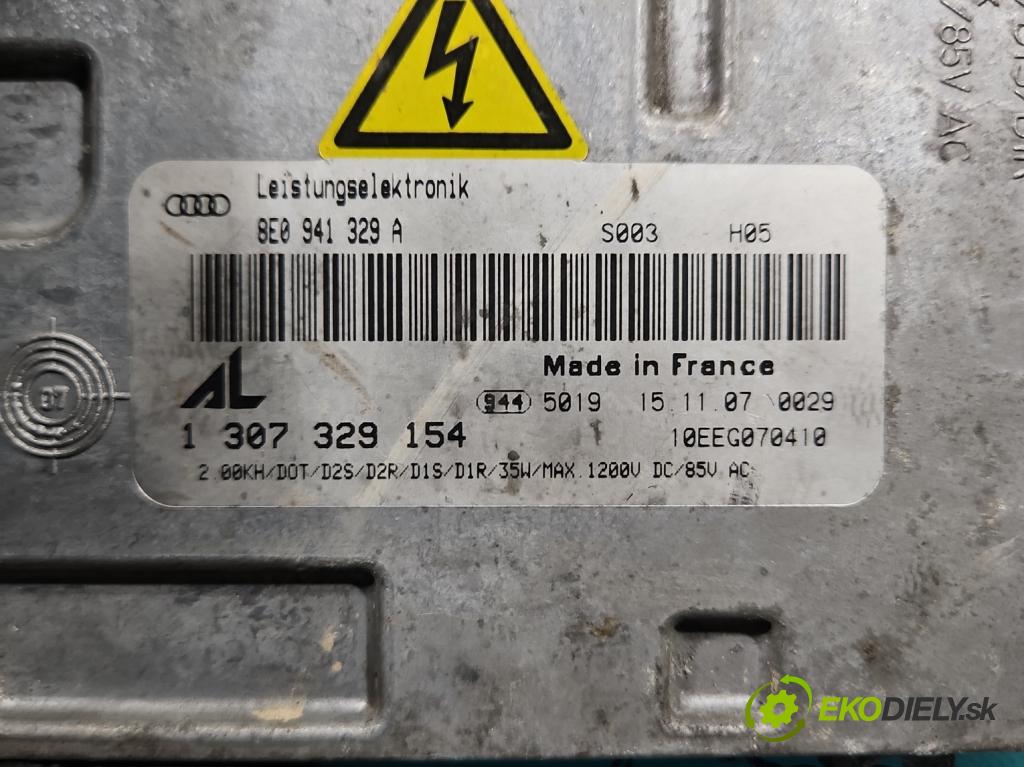 /85V AC
Leistungselektronik
8E0 941 329 A S003 H05
Made in France
AL
944 5019 15.11.07 0029
1 307 329 154 10EEG070410
2.00KH/DOT/D2S/D2R/D1S/D1R/35W/MAX.1200V DC/85V AC
EKODIELY.sk